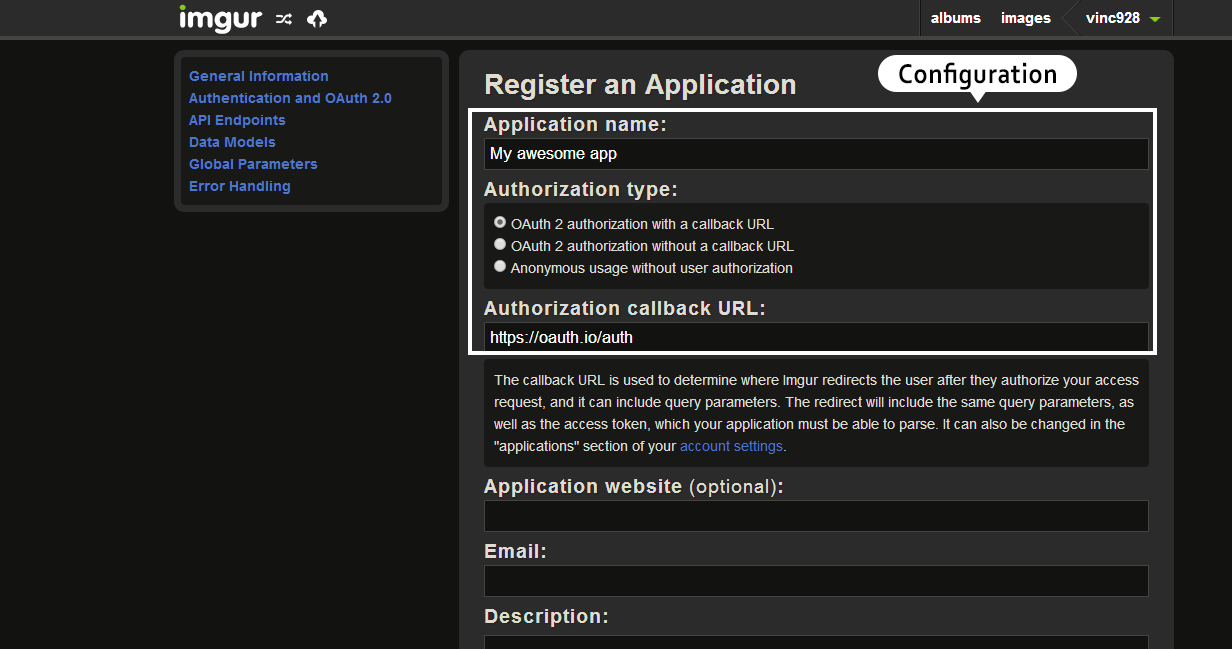 imgur
albums images vinc928
General Information
Authentication and OAuth 2.0
API Endpoints
Data Models
Global Parameters
Error Handling
Register an Application
Configuration
Application name:
My awesome app
Authorization type:
OAuth 2 authorization with a callback URL
OAuth 2 authorization without a callback URL
Anonymous usage without user authorization
Authorization callback URL:
https://oauth.io/auth
The callback URL is used to determine where Imgur redirects the user after they authorize your access
request, and it can include query parameters. The redirect will include the same query parameters, as
well as the access token, which your application must be able to parse. It can also be changed in the
"applications" section of your account settings.
Application website (optional):
Email:
Description: